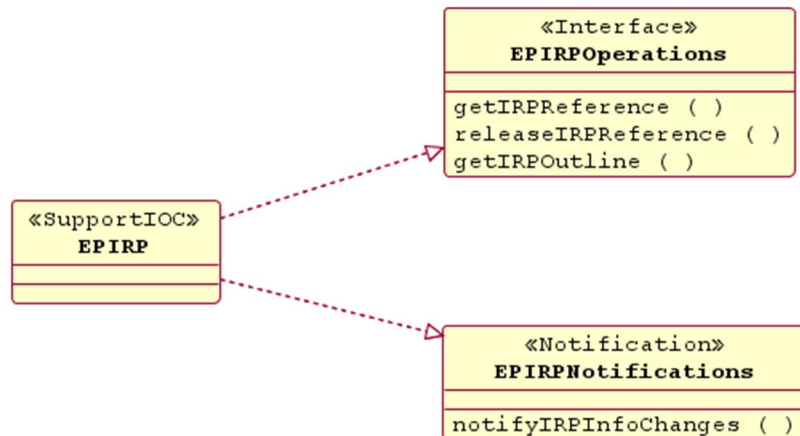 «Interface»
EPIRPOperations
getIRPReference ( )
releaseIRPReference ( )
getIRPOutline ( )
«SupportIOC»
EPIRP
«Notification»
EPIRPNotifications
notifyIRPInfoChanges ( )